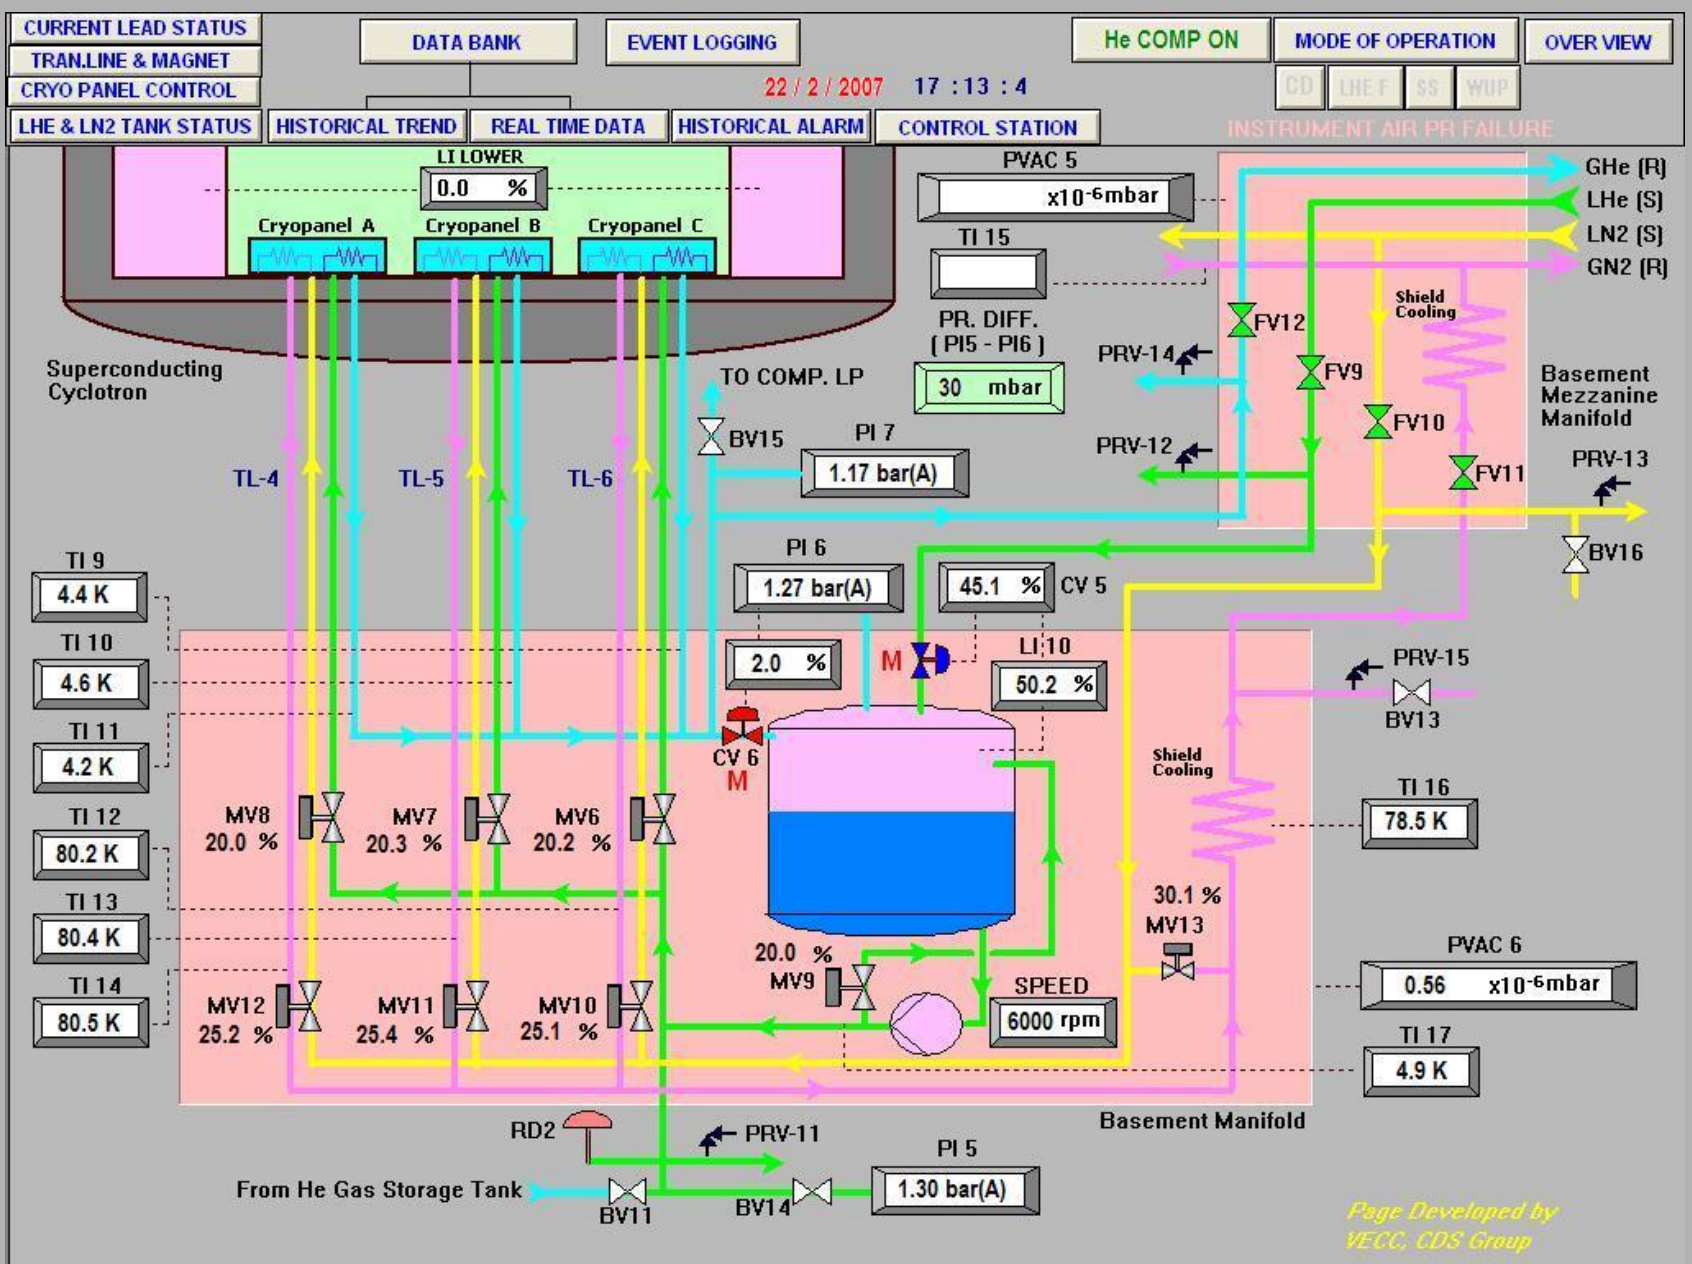 CURRENT LEAD STATUS
TRAN.LINE & MAGNET
CRYO PANEL CONTROL
LHE & LN2 TANK STATUS
DATA BANK
EVENT LOGGING
He COMP ON
MODE OF OPERATION
OVER VIEW
CD
LHE F
SS
WUP
22 / 2 / 2007 17 : 13 : 4
HISTORICAL TREND
REAL TIME DATA
HISTORICAL ALARM
CONTROL STATION
INSTRUMENT AIR PR FAILURE
LI LOWER
0.0 %
Cryopanel A
Cryopanel B
Cryopanel C
PVAC 5
x10-6mbar
TI 15
PR. DIFF.
( PI5 - PI6 )
30 mbar
GHe (R)
LHe (S)
LN2 (S)
GN2 (R)
Shield
Cooling
FV12
FV9
FV10
FV11
PRV-14
PRV-12
PRV-13
BV16
Basement
Mezzanine
Manifold
Superconducting
Cyclotron
TO COMP. LP
BV15
PI 7
1.17 bar(A)
TL-4
TL-5
TL-6
TI 9
4.4 K
TI 10
4.6 K
TI 11
4.2 K
TI 12
80.2 K
TI 13
80.4 K
TI 14
80.5 K
PI 6
1.27 bar(A)
45.1 %
CV 5
2.0 %
M
LI 10
50.2 %
CV 6
M
PRV-15
BV13
Shield
Cooling
TI 16
78.5 K
MV8
20.0 %
MV7
20.3 %
MV6
20.2 %
30.1 %
MV13
20.0 %
MV9
SPEED
6000 rpm
MV12
25.2 %
MV11
25.4 %
MV10
25.1 %
PVAC 6
0.56 x10-6mbar
TI 17
4.9 K
Basement Manifold
RD2
PRV-11
PI 5
1.30 bar(A)
From He Gas Storage Tank
BV11
BV14
Page Developed by
VECC, CDS Group